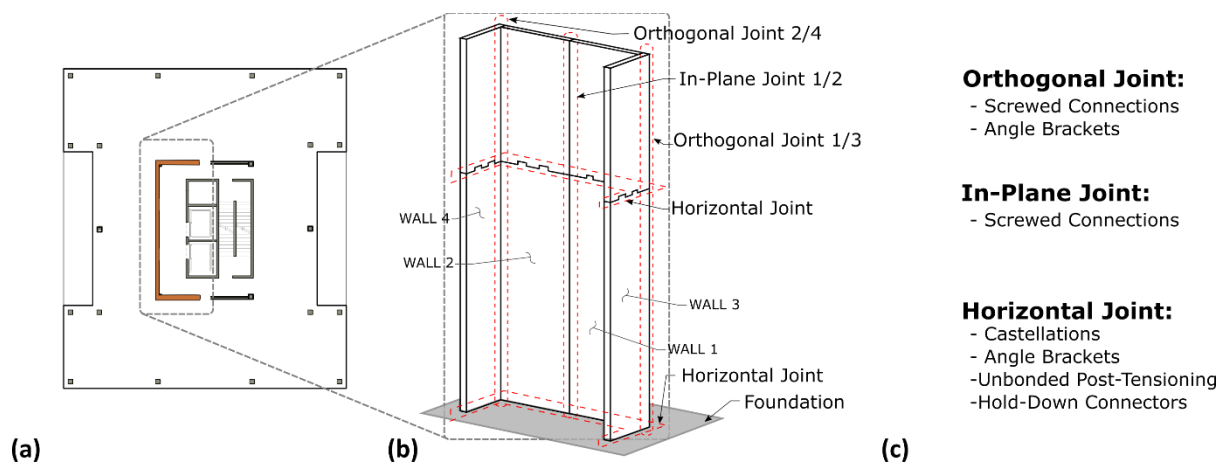 Orthogonal Joint 2/4
In-Plane Joint 1/2
Orthogonal Joint 1/3
Horizontal Joint
WALL 4
WALL 2
WALL 3
WALL 1
Horizontal Joint
Foundation
Orthogonal Joint:
- Screwed Connections
- Angle Brackets
In-Plane Joint:
- Screwed Connections
Horizontal Joint:
- Castellations
- Angle Brackets
-Unbonded Post-Tensioning
-Hold-Down Connectors
(a)
(b)
(c)